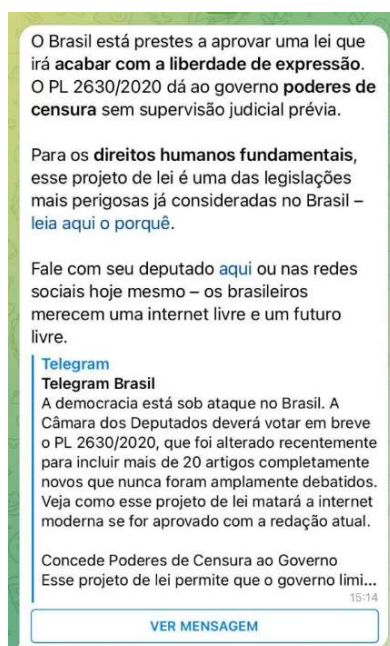 O Brasil está prestes a aprovar uma lei que
irá acabar com a liberdade de expressão.
O PL 2630/2020 dá ao governo poderes de
censura sem supervisão judicial prévia.
Para os direitos humanos fundamentais,
esse projeto de lei é uma das legislações
mais perigosas já consideradas no Brasil –
leia aqui o porquê.
Fale com seu deputado aqui ou nas redes
sociais hoje mesmo – os brasileiros
merecem uma internet livre e um futuro
livre.
Telegram
Telegram Brasil
A democracia está sob ataque no Brasil. A
Câmara dos Deputados deverá votar em breve
o PL 2630/2020, que foi alterado recentemente
para incluir mais de 20 artigos completamente
novos que nunca foram amplamente debatidos.
Veja como esse projeto de lei matará a internet
moderna se for aprovado com a redação atual.
Concede Poderes de Censura ao Governo
Esse projeto de lei permite que o governo limi...
15:14
VER MENSAGEM